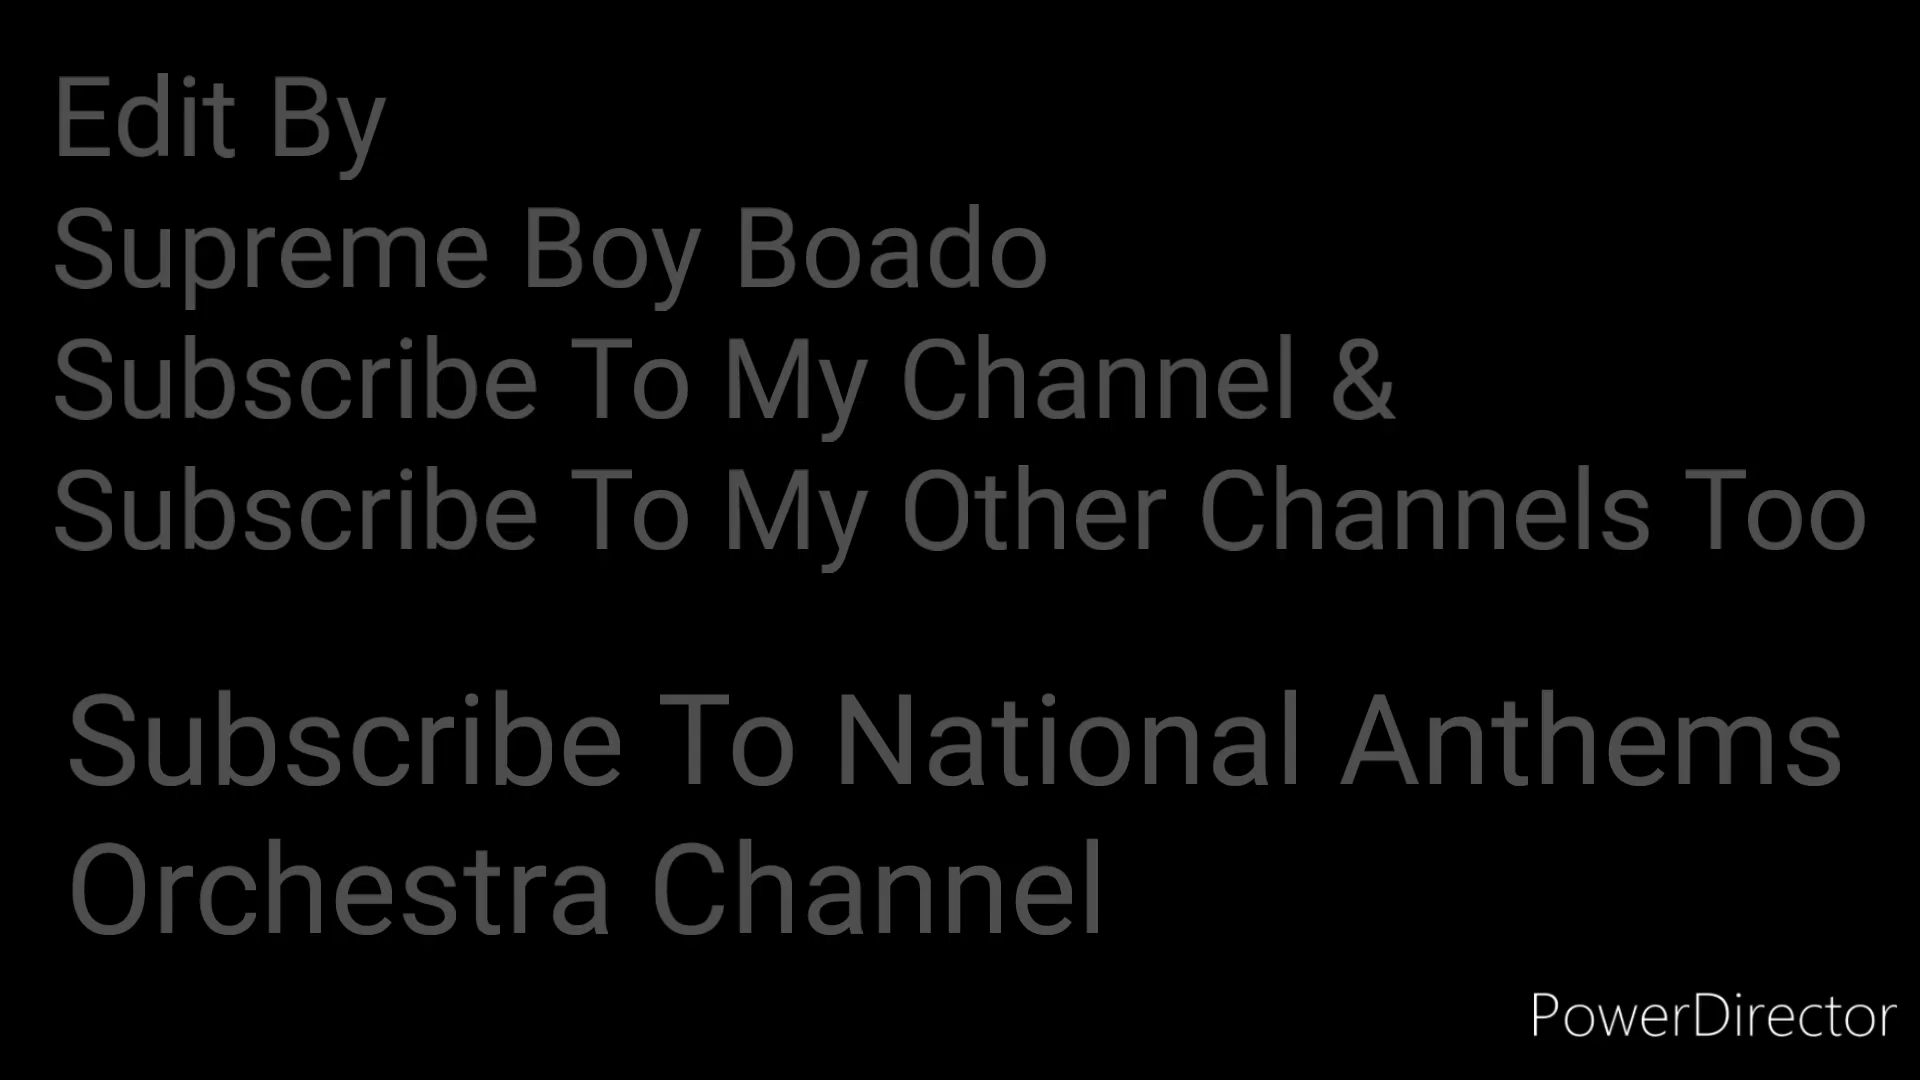 Edit By
Supreme Boy Boado
Subscribe To My Channel &
Subscribe To My Other Channels Too
Subscribe To National Anthems
Orchestra Channel
PowerDirector